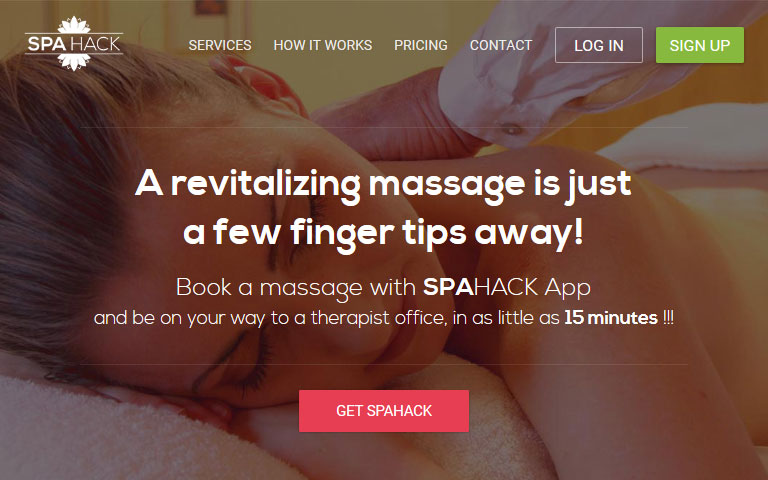 SPA HACK
SERVICES HOW IT WORKS PRICING CONTACT LOG IN SIGN UP
A revitalizing massage is just
a few finger tips away!
Book a massage with SPAHACK App
and be on your way to a therapist office, in as little as 15 minutes !!!
GET SPAHACK